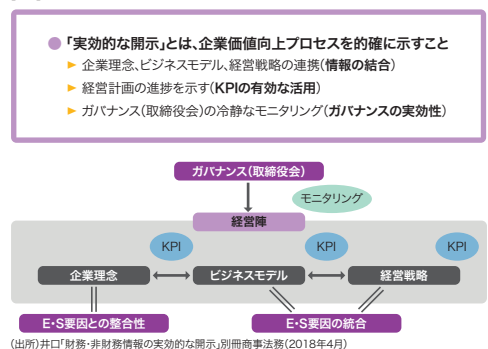 ●「実効的な開示」とは、企業価値向上プロセスを的確に示すこと
► 企業理念、ビジネスモデル、経営戦略の連携(情報の結合)
► 経営計画の進捗を示す(KPIの有効な活用)
► ガバナンス(取締役会)の冷静なモニタリング(ガバナンスの実効性)
ガバナンス(取締役会)
モニタリング
経営陣
KPI KPI KPI
企業理念 ビジネスモデル 経営戦略
E・S要因との整合性 E・S要因の統合
(出所)井口「財務・非財務情報の実効的な開示」別冊商事法務(2018年4月)